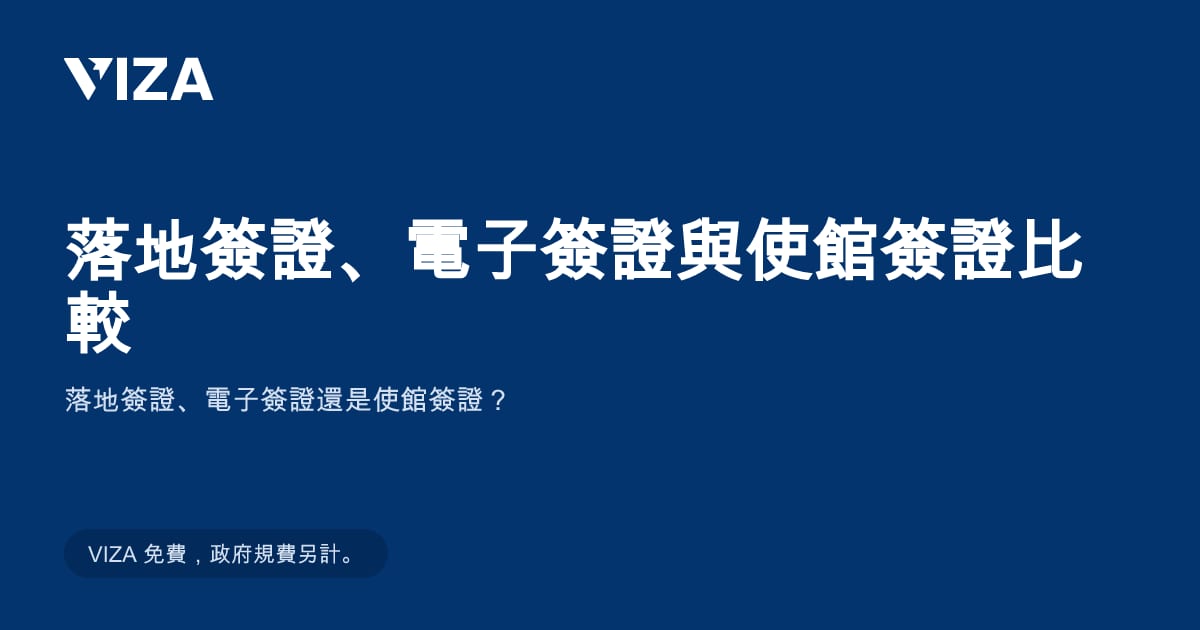 VIZA
落地簽證、電子簽證與使館簽證比
較
落地簽證、電子簽證還是使館簽證？
VIZA 免費，政府規費另計。